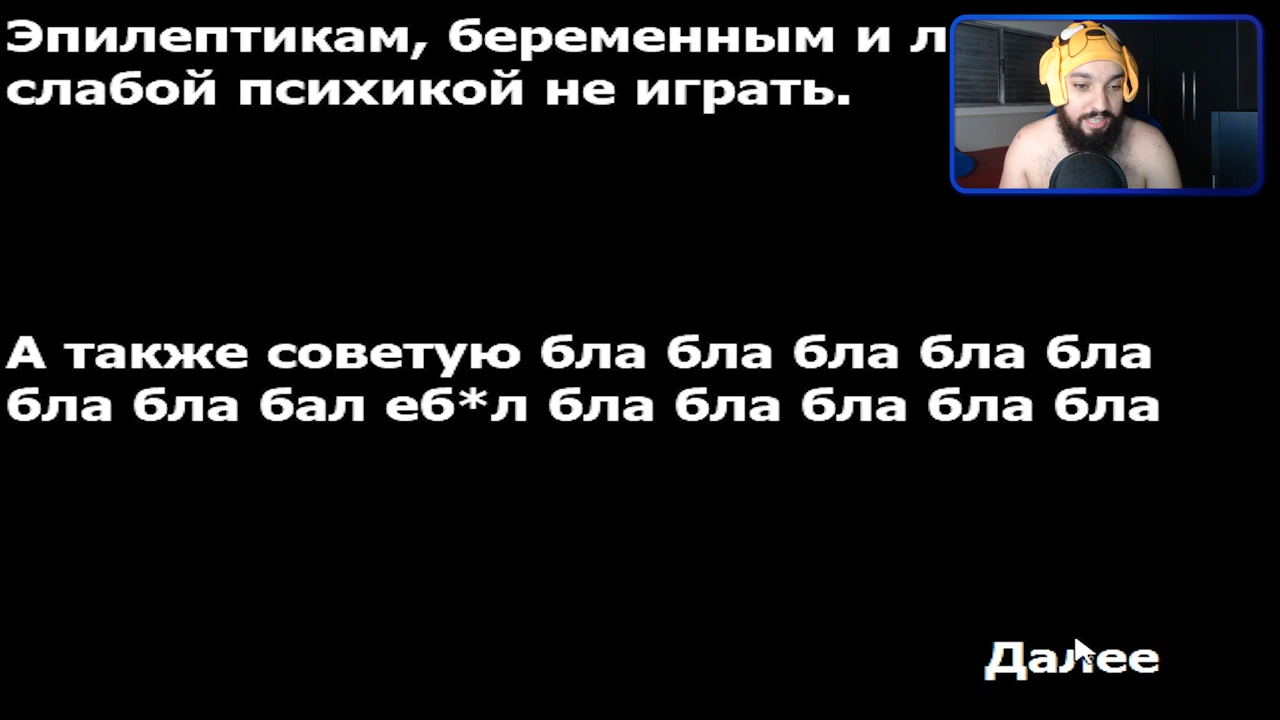 Эпилептикам, беременным и л
слабой психикой не играть.
А также советую бла бла бла бла бла
бла бла бал еб*л бла бла бла бла бла
Далее